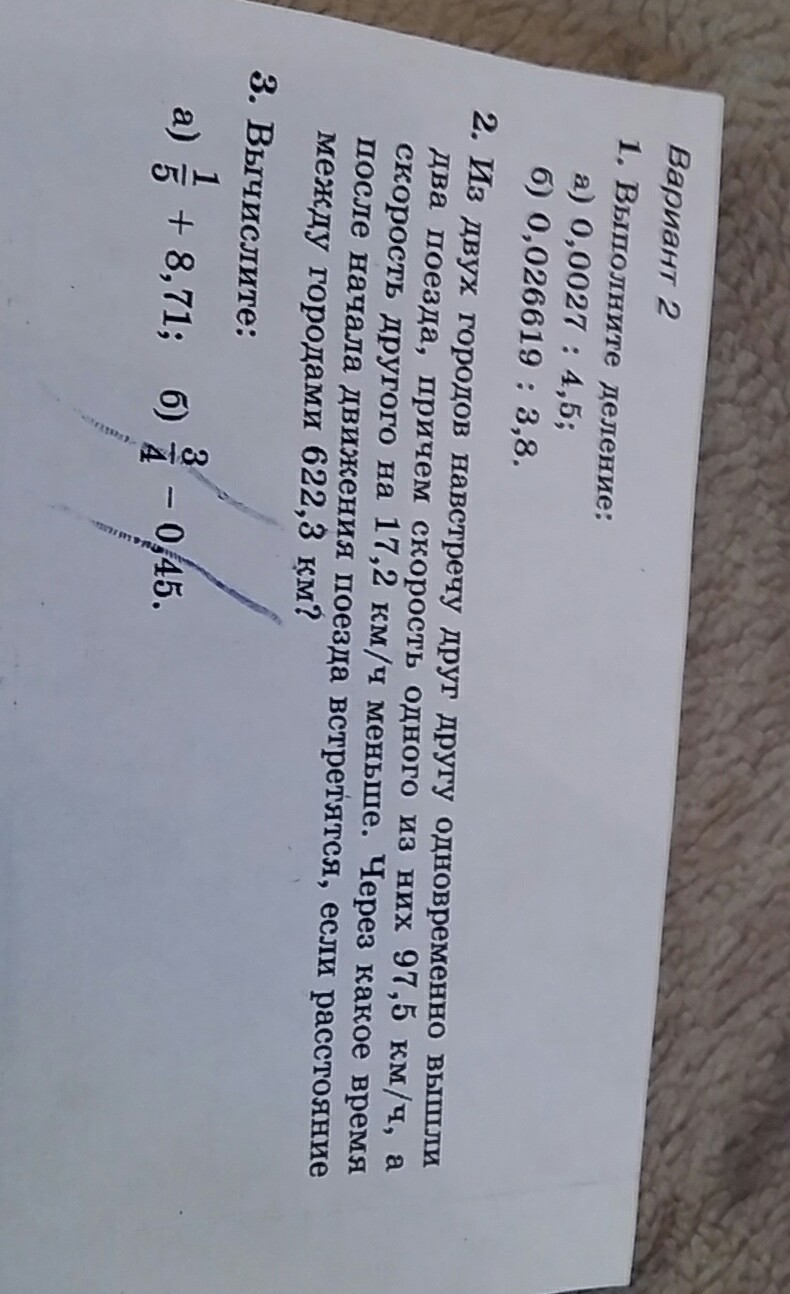 Вариант 2
1. Выполните деление:
а) 0,0027 : 4,5;
б) 0,026619 : 3,8.
2. Из двух городов навстречу друг другу одновременно вышли
два поезда, причем скорость одного из них 97,5 км/ч, а
скорость другого на 17,2 км/ч меньше. Через какое время
после начала движения поезда встретятся, если расстояние
между городами 622,3 км?
3. Вычислите:
а) 1/5 + 8,71; б) 3/4 − 0,45.